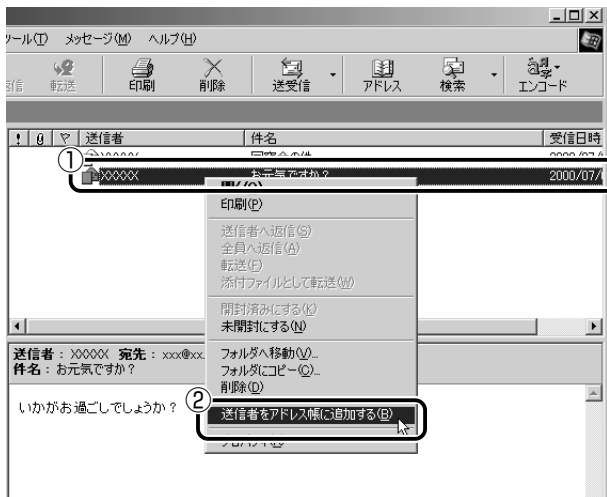 ツール(T) メッセージ(M) ヘルプ(H)
転送 印刷 削除 送受信 アドレス 検索 エンコード
! 送信者 件名 受信日時
①
XXXXX お元気ですか? 2000/07/
印刷(P)
送信者へ返信(S)
全員へ返信(A)
転送(F)
添付ファイルとして転送(W)
開封済みにする(K)
未開封にする(N)
フォルダへ移動(V)...
フォルダにコピー(C)...
削除(D)
②
送信者をアドレス帳に追加する(B)
送信者: XXXXX 宛先: xxx@xx.
件名: お元気ですか?
いかがお過ごしでしょうか?